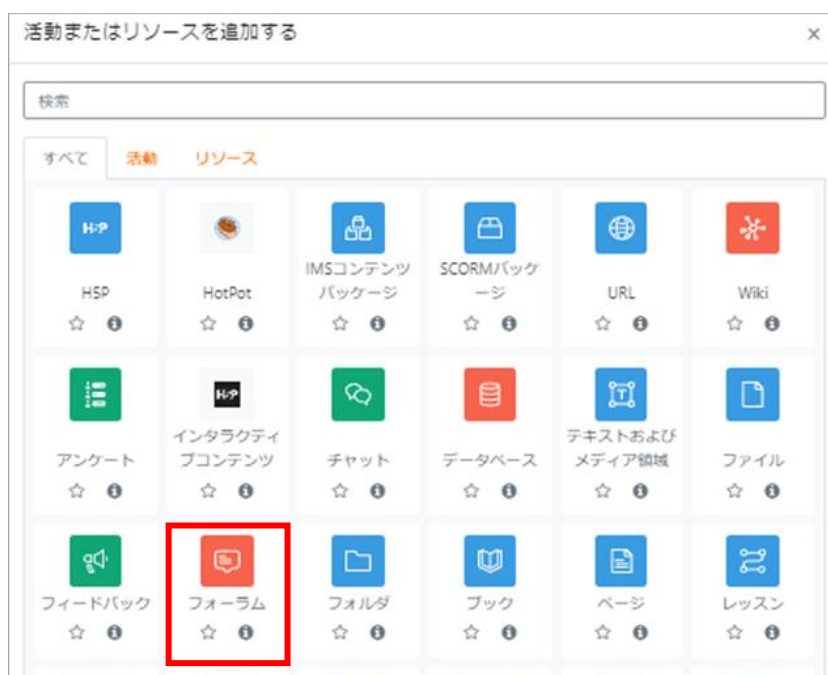 活動またはリソースを追加する ×
検索
すべて 活動 リソース
H5P
H5P
HotPot
IMSコンテンツ
パッケージ
SCORMパッケ
ージ
URL
Wiki
アンケート
H5P
インタラクティ
ブコンテンツ
チャット
データベース
T
テキストおよび
メディア領域
ファイル
フィードバック
フォーラム
フォルダ
ブック
ページ
レッスン